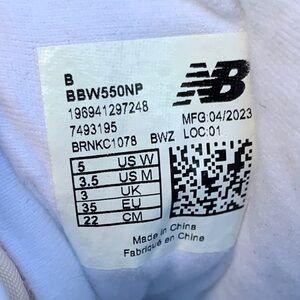 B
BBW550NP
NB
196941297248
MFG:04/2023
7493195
LOC:01
BRNKC1078 BWZ
5 US W
3.5 US M
3 UK
35 EU
22 CM
Made in China
Fabriqué en Chine